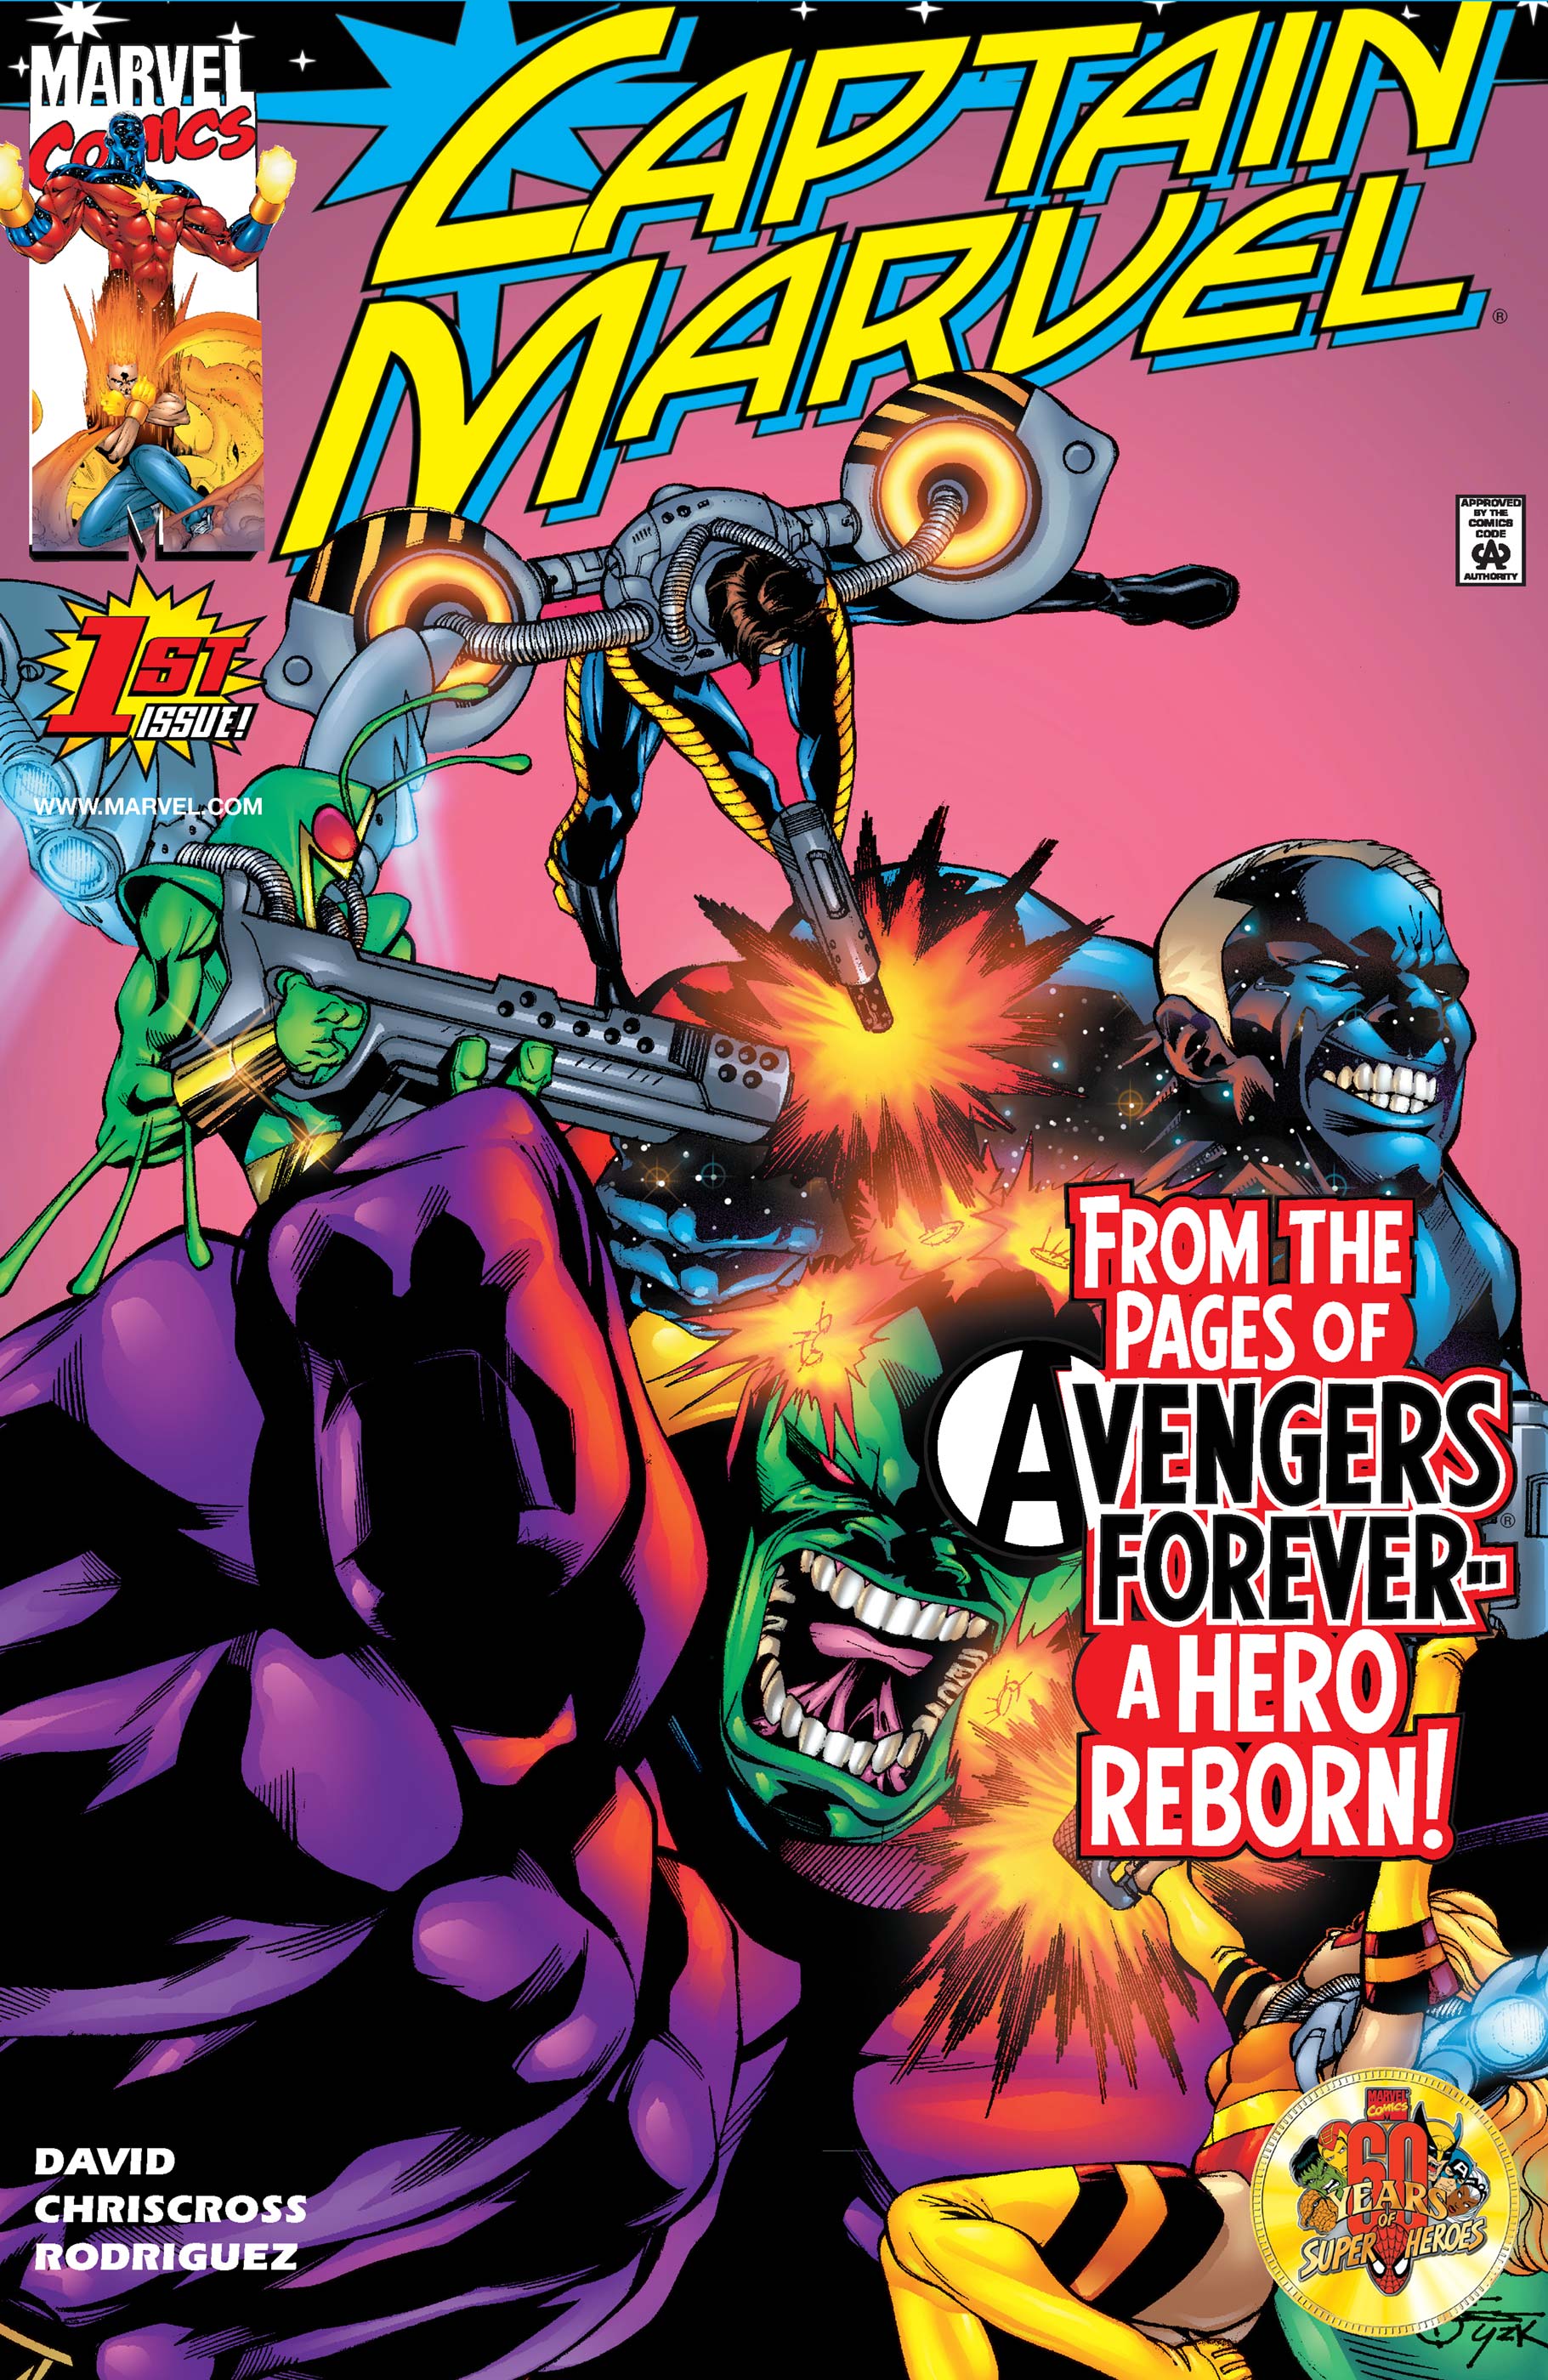 MARVEL
COMICS
CAPTAIN
MARVEL
®
APPROVED
BY THE
COMICS
CODE
CA
AUTHORITY
1ST
ISSUE!
WWW.MARVEL.COM
FROM THE
PAGES OF
AVENGERS
FOREVER--
®
A HERO
REBORN!
DAVID
CHRISCROSS
RODRIGUEZ
MARVEL
COMICS
60
YEARS
OF
SUPER HEROES